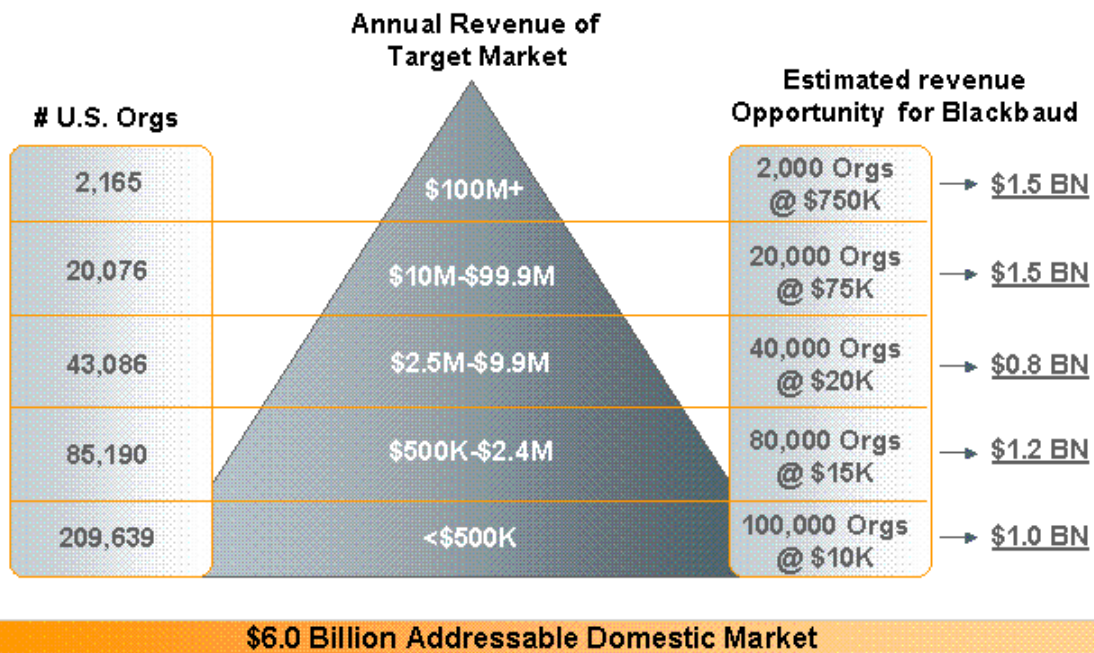 Annual Revenue of
Target Market
# U.S. Orgs
Estimated revenue
Opportunity for Blackbaud
2,165
$100M+
2,000 Orgs
@ $750K
$1.5 BN
20,076
$10M-$99.9M
20,000 Orgs
@ $75K
$1.5 BN
43,086
$2.5M-$9.9M
40,000 Orgs
@ $20K
$0.8 BN
85,190
$500K-$2.4M
80,000 Orgs
@ $15K
$1.2 BN
209,639
<$500K
100,000 Orgs
@ $10K
$1.0 BN
$6.0 Billion Addressable Domestic Market